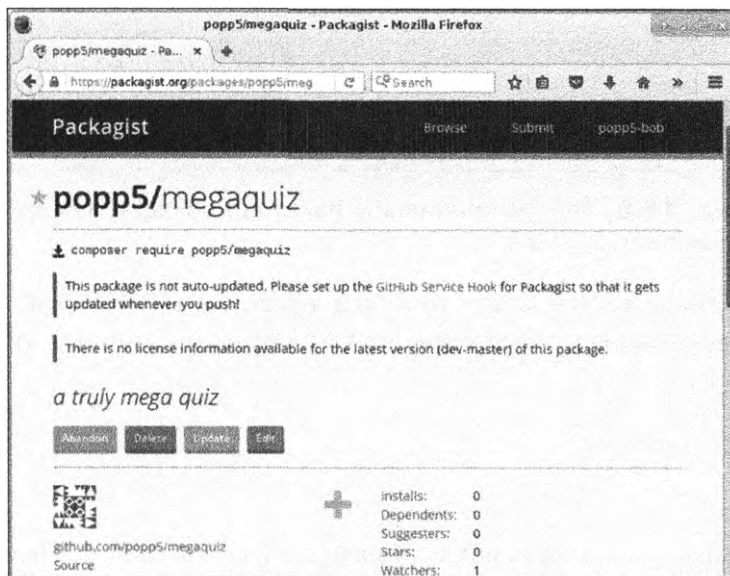 popp5/megaquiz - Packagist - Mozilla Firefox
popp5/megaquiz - Pa... ×
https://packagist.org/packages/popp5/meg
Search
Packagist
Browse Submit popp5-bob
popp5/megaquiz
composer require popp5/megaquiz
This package is not auto-updated. Please set up the GitHub Service Hook for Packagist so that it gets
updated whenever you push!
There is no license information available for the latest version (dev-master) of this package.
a truly mega quiz
Abandon Delete Update Edit
github.com/popp5/megaquiz
Source
Installs: 0
Dependents: 0
Suggesters: 0
Stars: 0
Watchers: 1